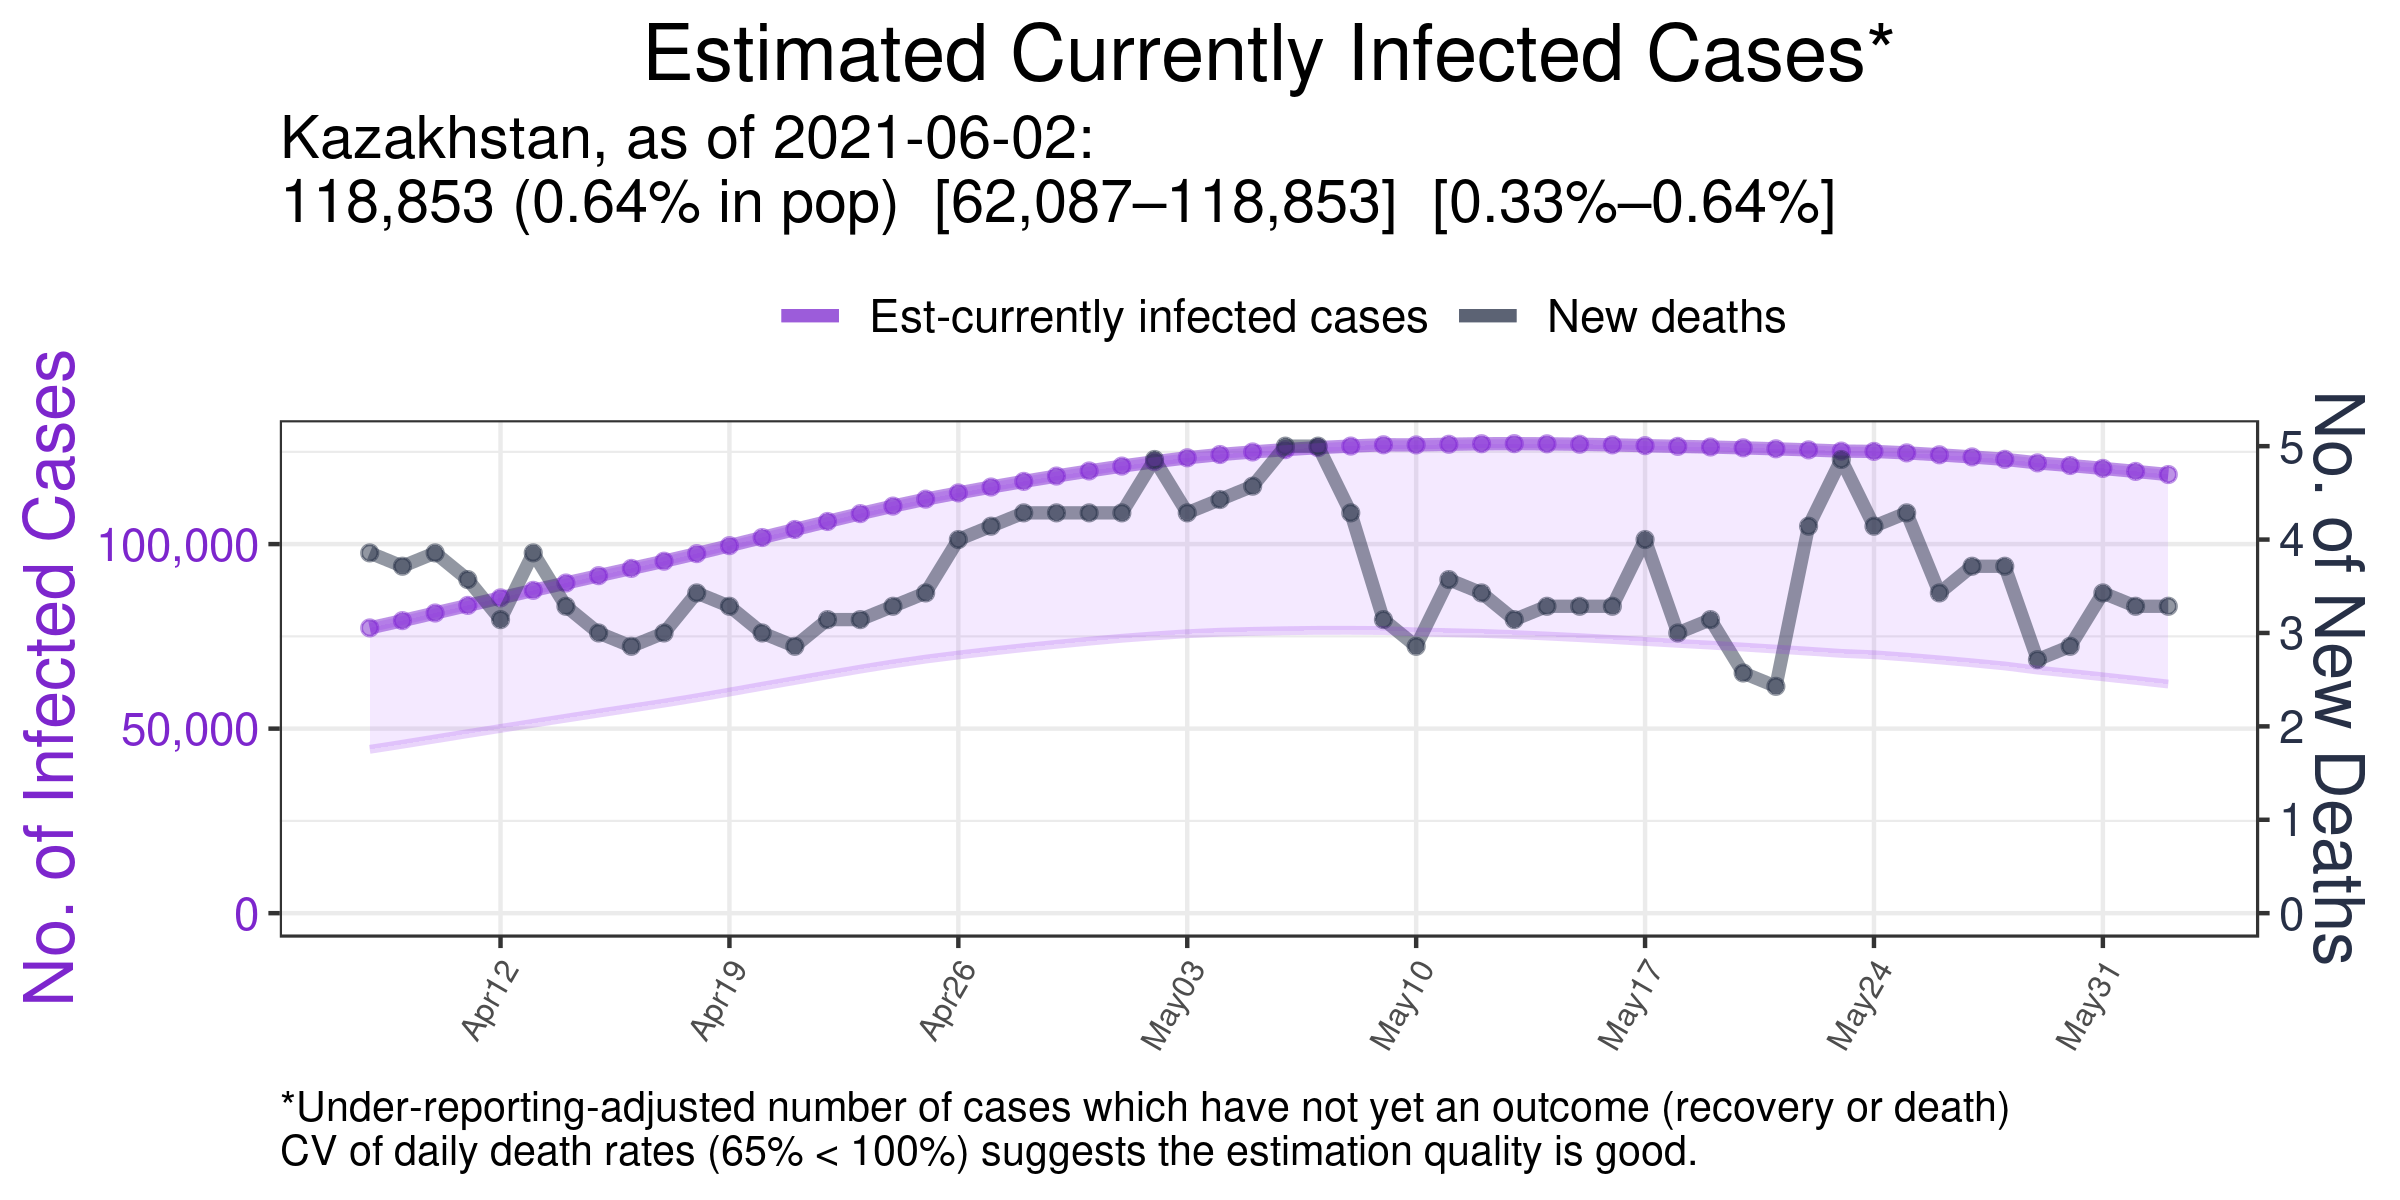 Estimated Currently Infected Cases*
Kazakhstan, as of 2021-06-02:
118,853 (0.64% in pop)  [62,087–118,853]  [0.33%–0.64%]
Est-currently infected cases
New deaths
No. of Infected Cases
100,000
50,000
0
No. of New Deaths
5
4
3
2
1
0
Apr12
Apr19
Apr26
May03
May10
May17
May24
May31
*Under-reporting-adjusted number of cases which have not yet an outcome (recovery or death)
CV of daily death rates (65% < 100%) suggests the estimation quality is good.